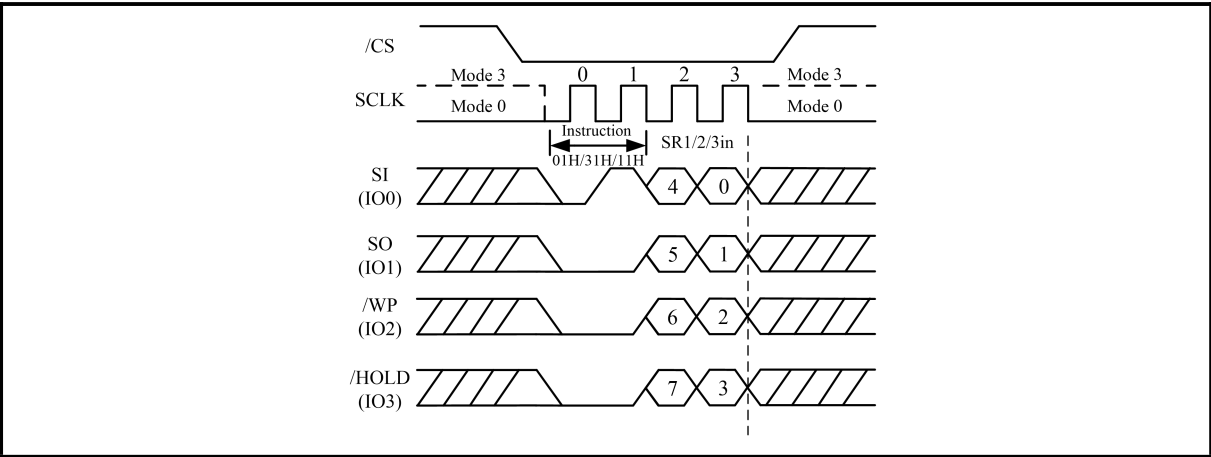 /CS
Mode 3 0 1 2 3 Mode 3
SCLK Mode 0 Mode 0
Instruction SR1/2/3in
01H/31H/11H
SI
(IO0) 4 0
SO
(IO1) 5 1
/WP
(IO2) 6 2
/HOLD
(IO3) 7 3